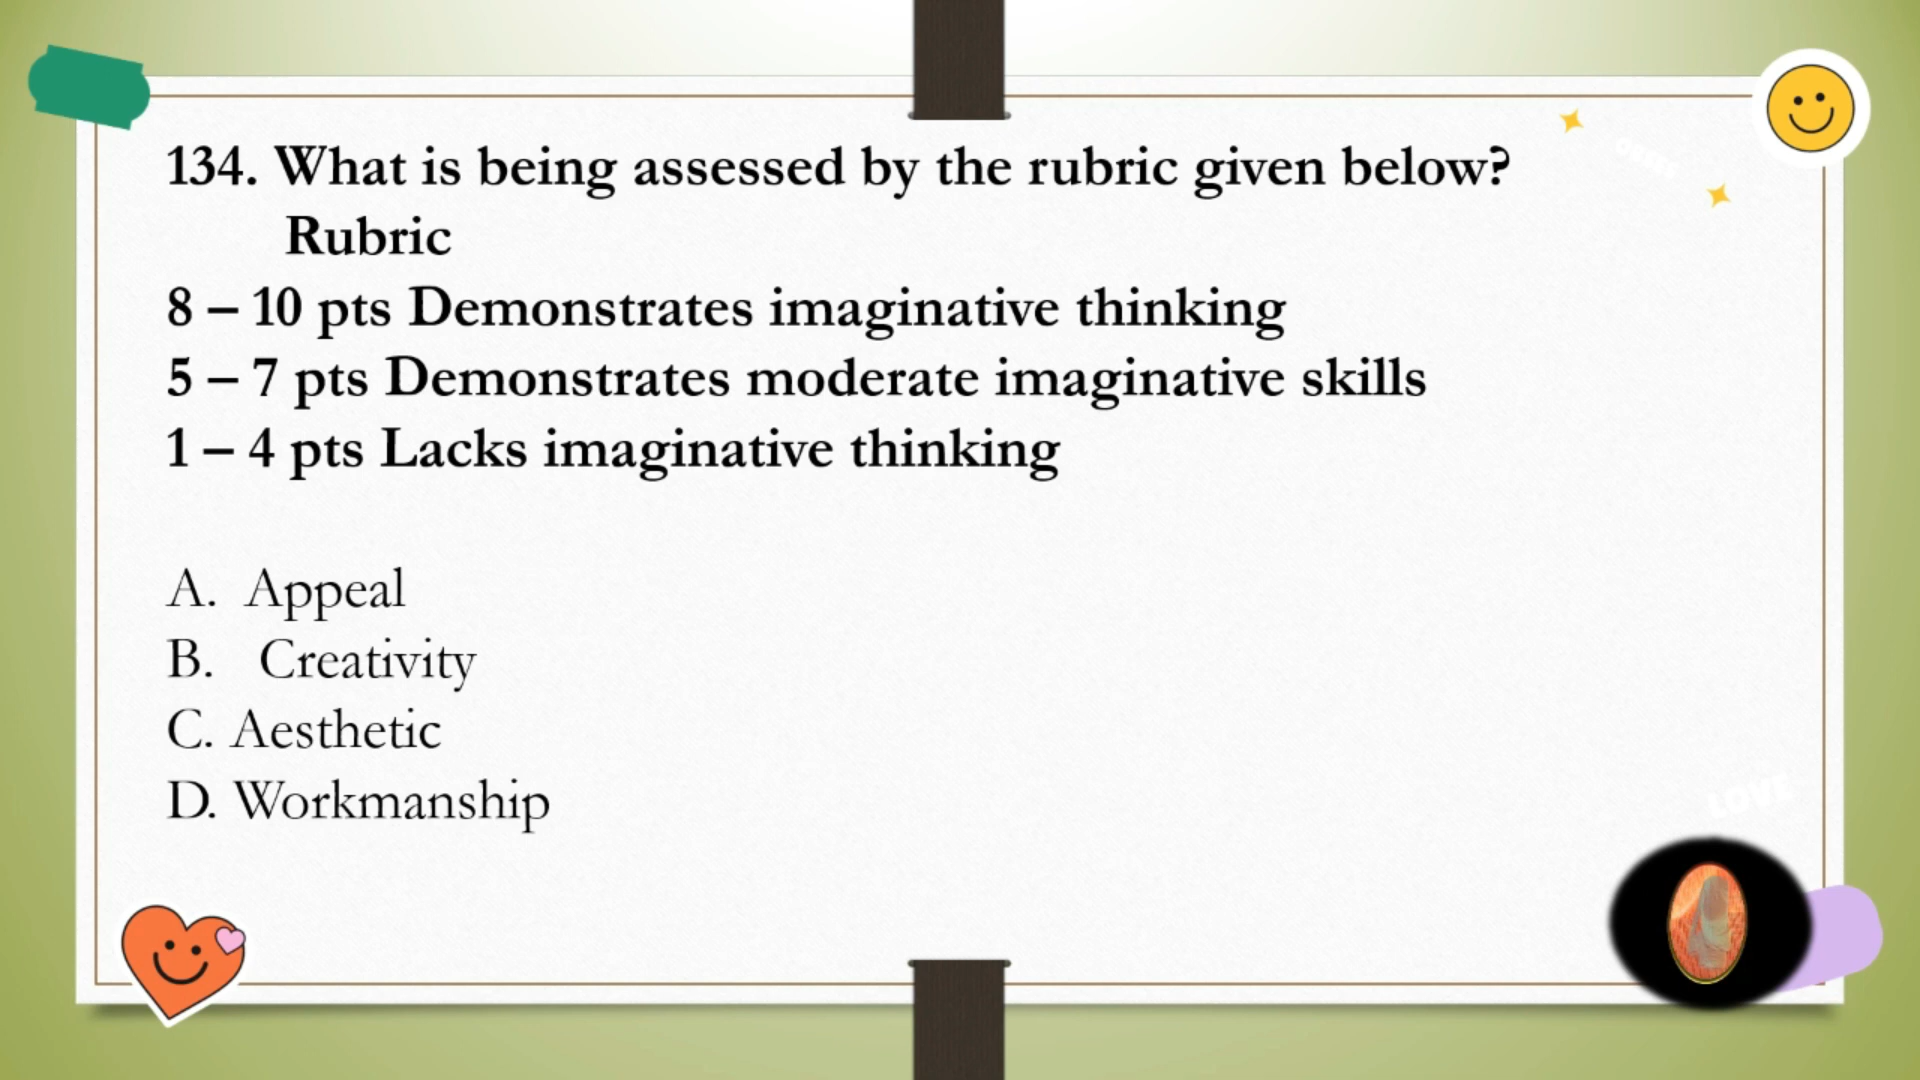 134. What is being assessed by the rubric given below?
Rubric
8 – 10 pts Demonstrates imaginative thinking
5 – 7 pts Demonstrates moderate imaginative skills
1 – 4 pts Lacks imaginative thinking
A. Appeal
B. Creativity
C. Aesthetic
D. Workmanship
LOVE